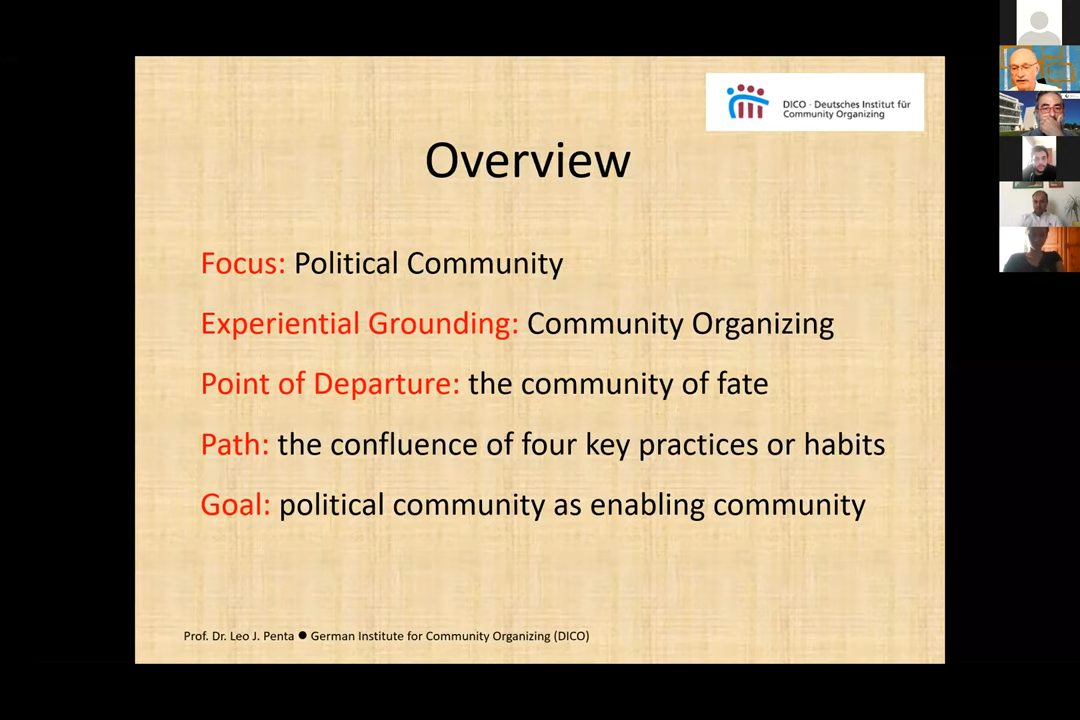 DICO · Deutsches Institut für
Community Organizing
Overview
Focus: Political Community
Experiential Grounding: Community Organizing
Point of Departure: the community of fate
Path: the confluence of four key practices or habits
Goal: political community as enabling community
Prof. Dr. Leo J. Penta ● German Institute for Community Organizing (DICO)